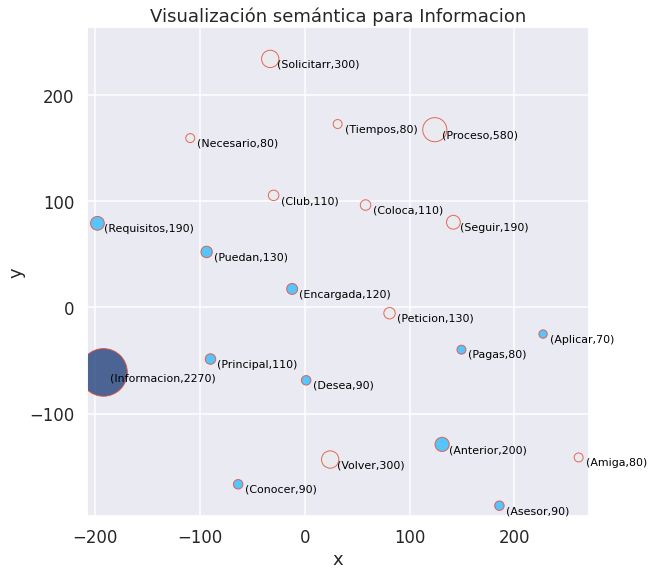 Visualización semántica para Informacion
(Solicitarr,300)
(Tiempos,80)
(Proceso,580)
(Necesario,80)
(Club,110)
(Coloca,110)
(Seguir,190)
(Requisitos,190)
(Puedan,130)
(Encargada,120)
(Peticion,130)
(Aplicar,70)
(Pagas,80)
(Principal,110)
(Informacion,2270)
(Desea,90)
(Anterior,200)
(Volver,300)
(Amiga,80)
(Conocer,90)
(Asesor,90)
y
200
100
0
−100
−200
−100
0
100
200
x